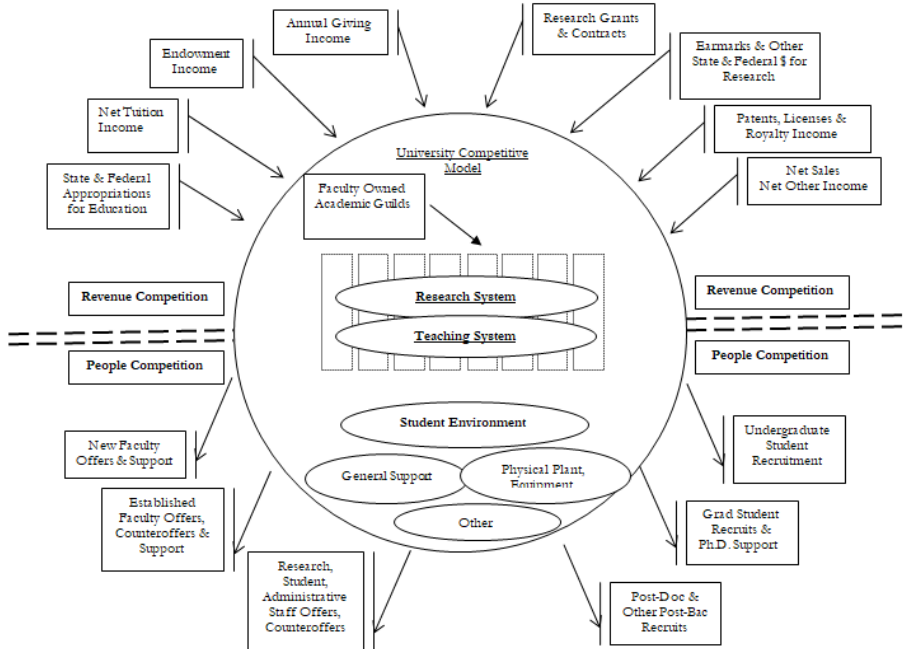 Annual Giving
Income
Research Grants
& Contracts
Endowment
Income
Earmarks & Other
State & Federal $ for
Research
Net Tuition
Income
Patents, Licenses &
Royalty Income
University Competitive
Model
State & Federal
Appropriations
for Education
Faculty Owned
Academic Guilds
Net Sales
Net Other Income
Revenue Competition
Research System
Revenue Competition
Teaching System
People Competition
People Competition
Student Environment
New Faculty
Offers & Support
Undergraduate
Student
Recruitment
General Support
Physical Plant,
Equipment
Established
Faculty Offers,
Counteroffers &
Support
Other
Grad Student
Recruits &
Ph.D. Support
Research,
Student,
Administrative
Staff Offers,
Counteroffers
Post-Doc &
Other Post-Bac
Recruits